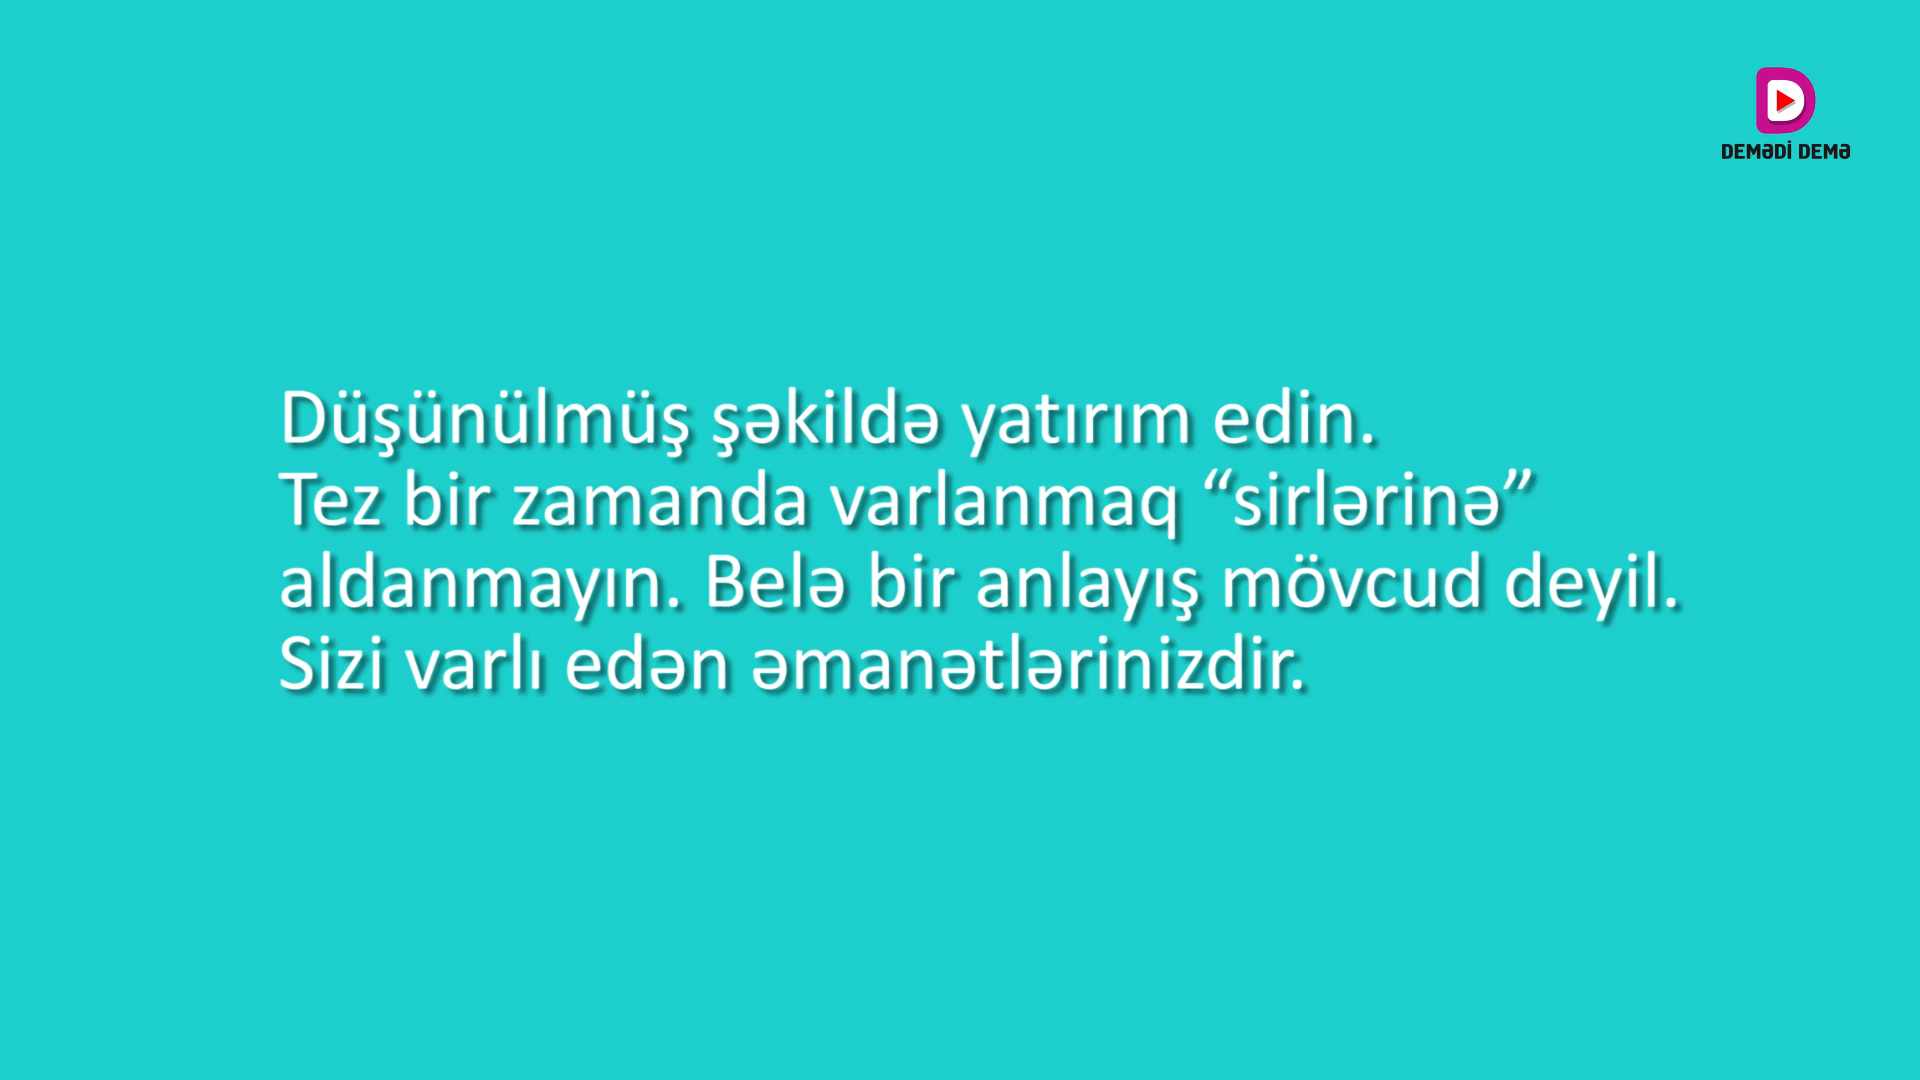 DEMƏDİ DEMƏ
Düşünülmüş şəkildə yatırım edin.
Tez bir zamanda varlanmaq “sirlərinə”
aldanmayın. Belə bir anlayış mövcud deyil.
Sizi varlı edən əmanətlərinizdir.